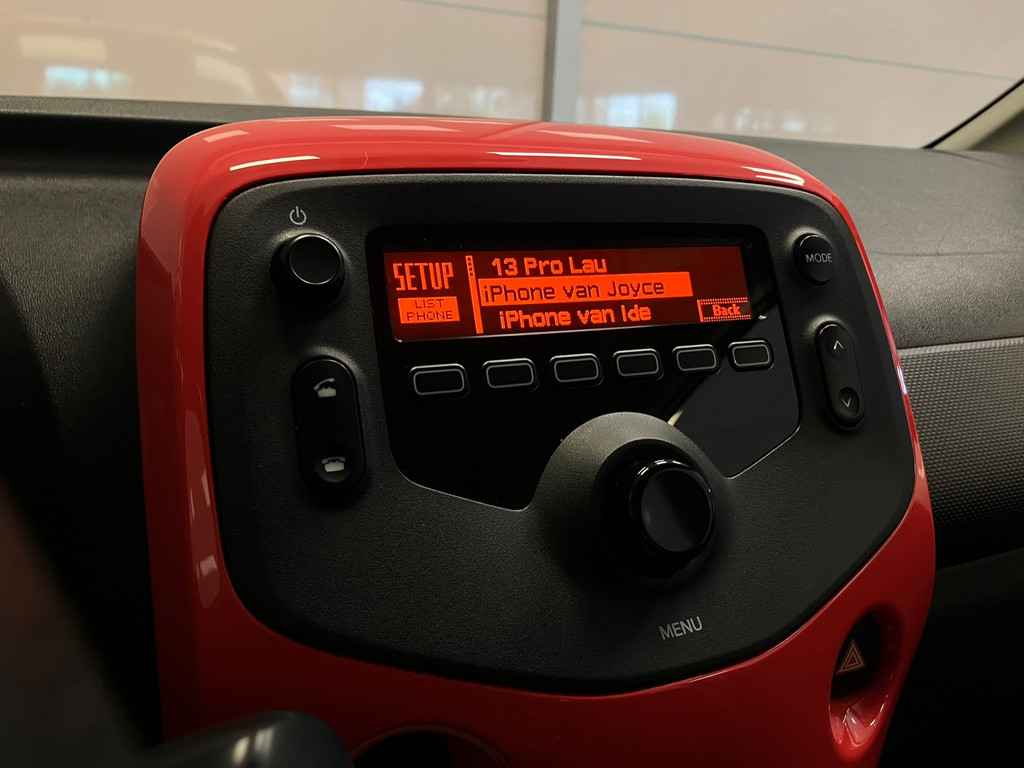 SETUP
LIST
PHONE
13 Pro Lau
iPhone van Joyce
iPhone van Ide
Back
MODE
MENU